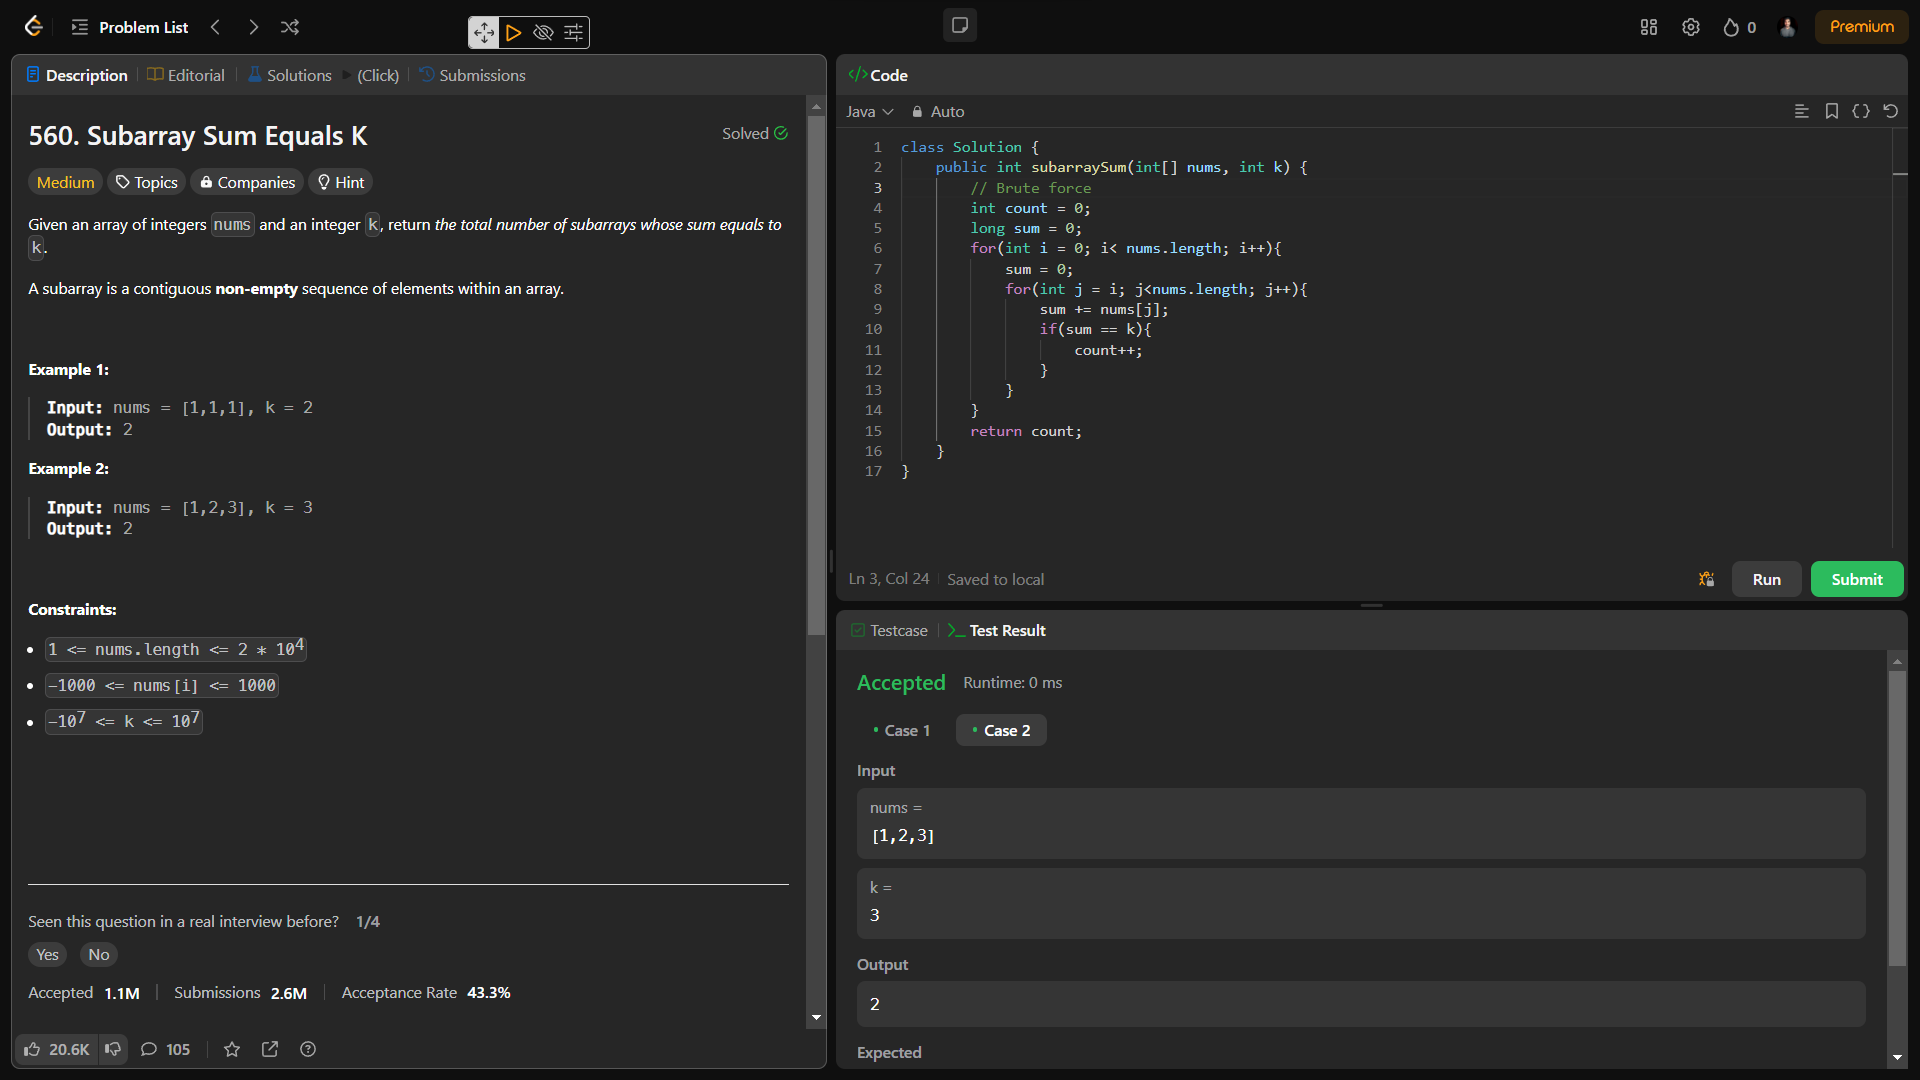 Problem List
0
Premium
Description
Editorial
Solutions
(Click)
Submissions
560. Subarray Sum Equals K
Solved
Medium
Topics
Companies
Hint
Given an array of integers nums and an integer k, return the total number of subarrays whose sum equals to
k.
A subarray is a contiguous non-empty sequence of elements within an array.
Example 1:
Input: nums = [1,1,1], k = 2
Output: 2
Example 2:
Input: nums = [1,2,3], k = 3
Output: 2
Constraints:
• 1 <= nums.length <= 2 * 10⁴
• -1000 <= nums[i] <= 1000
• -10⁷ <= k <= 10⁷
Seen this question in a real interview before? 1/4
Yes No
Accepted 1.1M | Submissions 2.6M | Acceptance Rate 43.3%
20.6K
105
</> Code
Java
Auto
1 class Solution {
2 public int subarraySum(int[] nums, int k) {
3 // Brute force
4 int count = 0;
5 long sum = 0;
6 for(int i = 0; i< nums.length; i++){
7 sum = 0;
8 for(int j = i; j<nums.length; j++){
9 sum += nums[j];
10 if(sum == k){
11 count++;
12 }
13 }
14 }
15 return count;
16 }
17 }
Ln 3, Col 24 | Saved to local
Run
Submit
Testcase
>_ Test Result
Accepted Runtime: 0 ms
• Case 1
• Case 2
Input
nums =
[1,2,3]
k =
3
Output
2
Expected